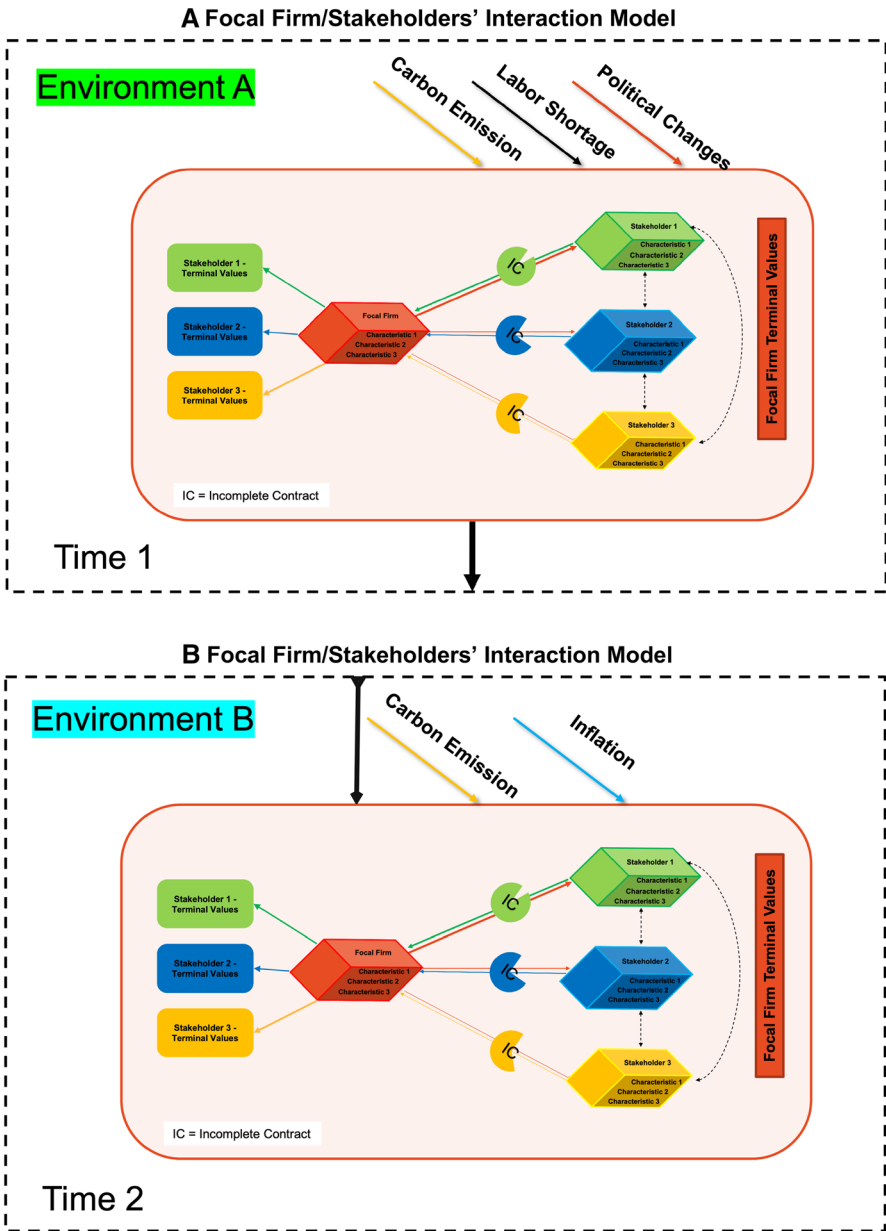 A Focal Firm/Stakeholders' Interaction Model
Environment A
Carbon Emission
Labor Shortage
Political Changes
Stakeholder 1 -
Terminal Values
Stakeholder 2 -
Terminal Values
Stakeholder 3 -
Terminal Values
Focal Firm
Characteristic 1
Characteristic 2
Characteristic 3
IC
IC
IC
Stakeholder 1
Characteristic 1
Characteristic 2
Characteristic 3
Stakeholder 2
Characteristic 1
Characteristic 2
Characteristic 3
Stakeholder 3
Characteristic 1
Characteristic 2
Characteristic 3
Focal Firm Terminal Values
IC = Incomplete Contract
Time 1
B Focal Firm/Stakeholders' Interaction Model
Environment B
Carbon Emission
Inflation
Stakeholder 1 -
Terminal Values
Stakeholder 2 -
Terminal Values
Stakeholder 3 -
Terminal Values
Focal Firm
Characteristic 1
Characteristic 2
Characteristic 3
IC
IC
IC
Stakeholder 1
Characteristic 1
Characteristic 2
Characteristic 3
Stakeholder 2
Characteristic 1
Characteristic 2
Characteristic 3
Stakeholder 3
Characteristic 1
Characteristic 2
Characteristic 3
Focal Firm Terminal Values
IC = Incomplete Contract
Time 2